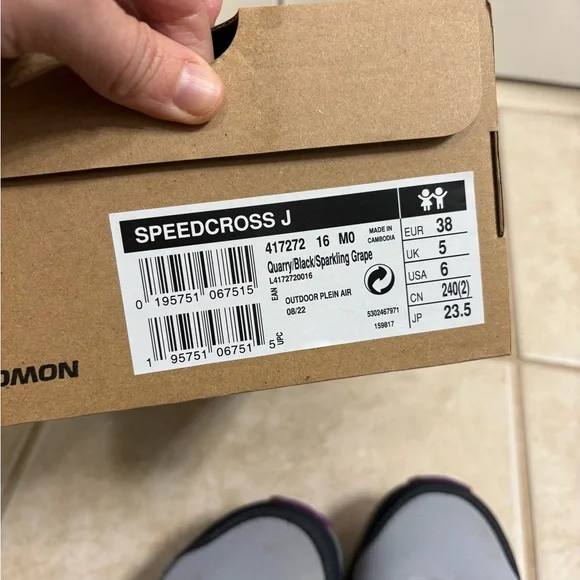 SPEEDCROSS J
417272 16 M0
MADE IN
CAMBODIA
Quarry/Black/Sparkling Grape
L4172720016
EAN
0 195751 067515
OUTDOOR PLEIN AIR
08/22
5302467971
159817
1 95751 06751 5
UPC
EUR 38
UK 5
USA 6
CN 240(2)
JP 23.5
OMON